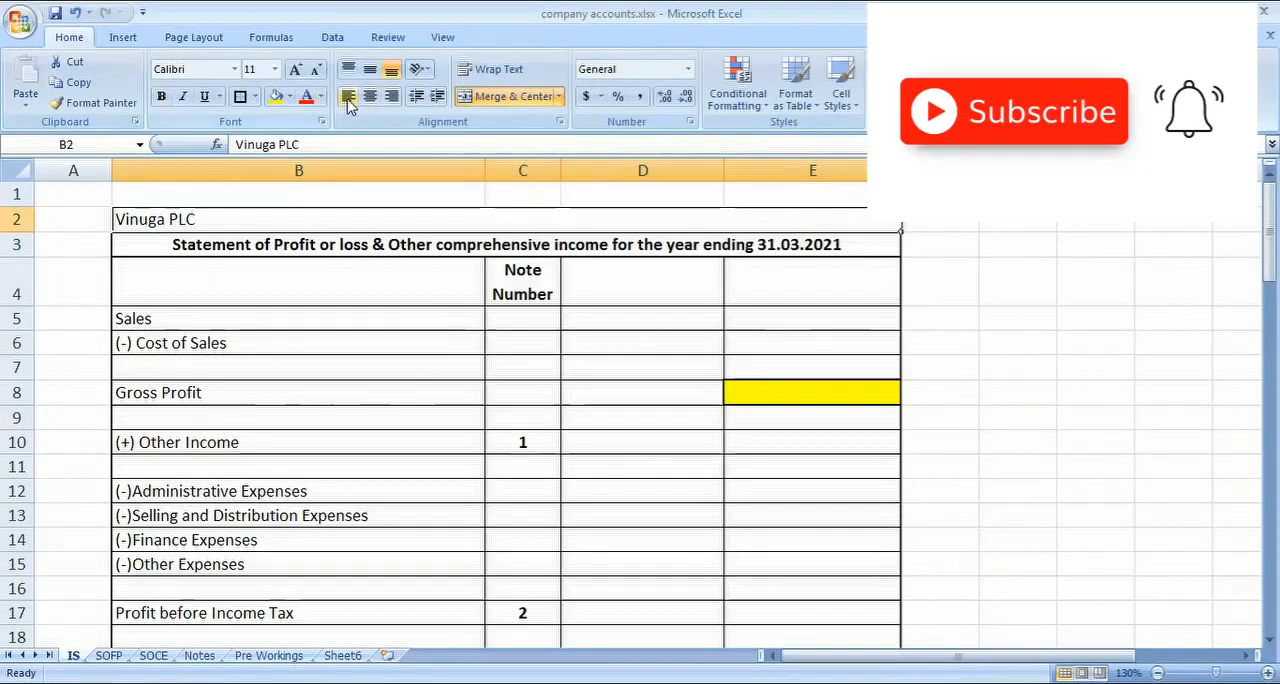 company accounts.xlsx - Microsoft Excel
Home Insert Page Layout Formulas Data Review View
Paste Cut Copy Format Painter
Calibri 11
B I U A
Wrap Text
Merge & Center
General
$ % , .00 .0
Conditional Formatting
Format as Table
Cell Styles
Clipboard Font Alignment Number Styles
Subscribe
B2 fx Vinuga PLC
A B C D E
1
2 Vinuga PLC
3 Statement of Profit or loss & Other comprehensive income for the year ending 31.03.2021
4 Note Number
5 Sales
6 (-) Cost of Sales
7
8 Gross Profit
9
10 (+) Other Income 1
11
12 (-)Administrative Expenses
13 (-)Selling and Distribution Expenses
14 (-)Finance Expenses
15 (-)Other Expenses
16
17 Profit before Income Tax 2
18
IS SOFP SOCE Notes Pre Workings Sheet6
Ready 130%